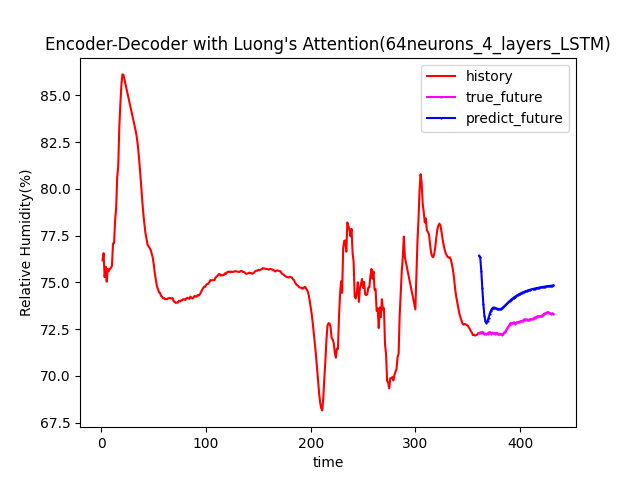 Encoder-Decoder with Luong's Attention(64neurons_4_layers_LSTM)
history
true_future
predict_future
Relative Humidity(%)
85.0
82.5
80.0
77.5
75.0
72.5
70.0
67.5
0 100 200 300 400
time